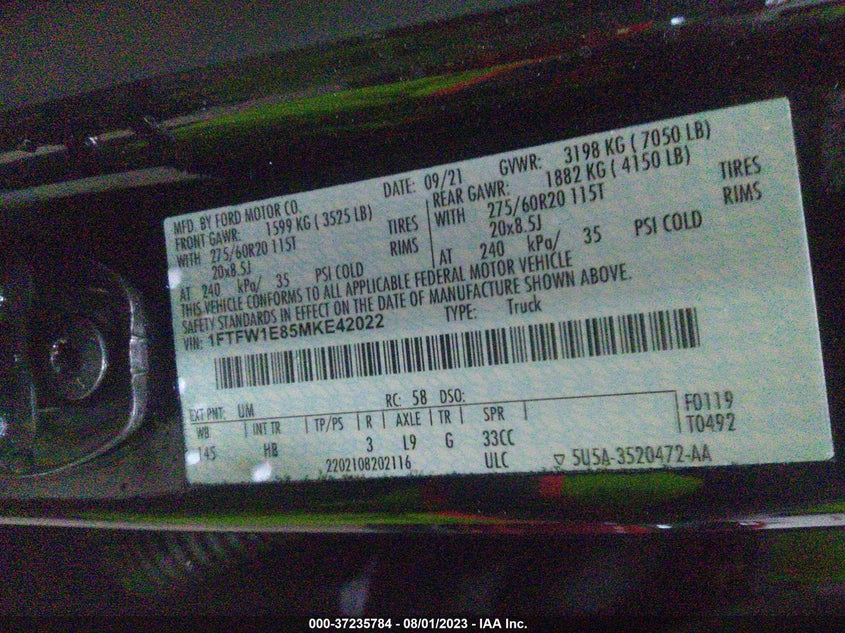 MFD. BY FORD MOTOR CO.
DATE: 09/21 GVWR: 3198 KG ( 7050 LB)
FRONT GAWR: 1599 KG ( 3525 LB)
REAR GAWR: 1882 KG ( 4150 LB)
WITH 275/60R20 115T TIRES
WITH 275/60R20 115T TIRES
20x8.5J RIMS
20x8.5J RIMS
AT 240 kPa/ 35 PSI COLD
AT 240 kPa/ 35 PSI COLD
THIS VEHICLE CONFORMS TO ALL APPLICABLE FEDERAL MOTOR VEHICLE
SAFETY STANDARDS IN EFFECT ON THE DATE OF MANUFACTURE SHOWN ABOVE.
VIN: 1FTFW1E85MKE42022 TYPE: Truck
EXT PNT: UM RC: 58 DSO:
WB INT TR TP/PS R AXLE TR SPR
F0119
145 HB 3 L9 G 33CC
T0492
2202108202116 ULC ▽ 5U5A-3520472-AA
000-37235784 - 08/01/2023 - IAA Inc.